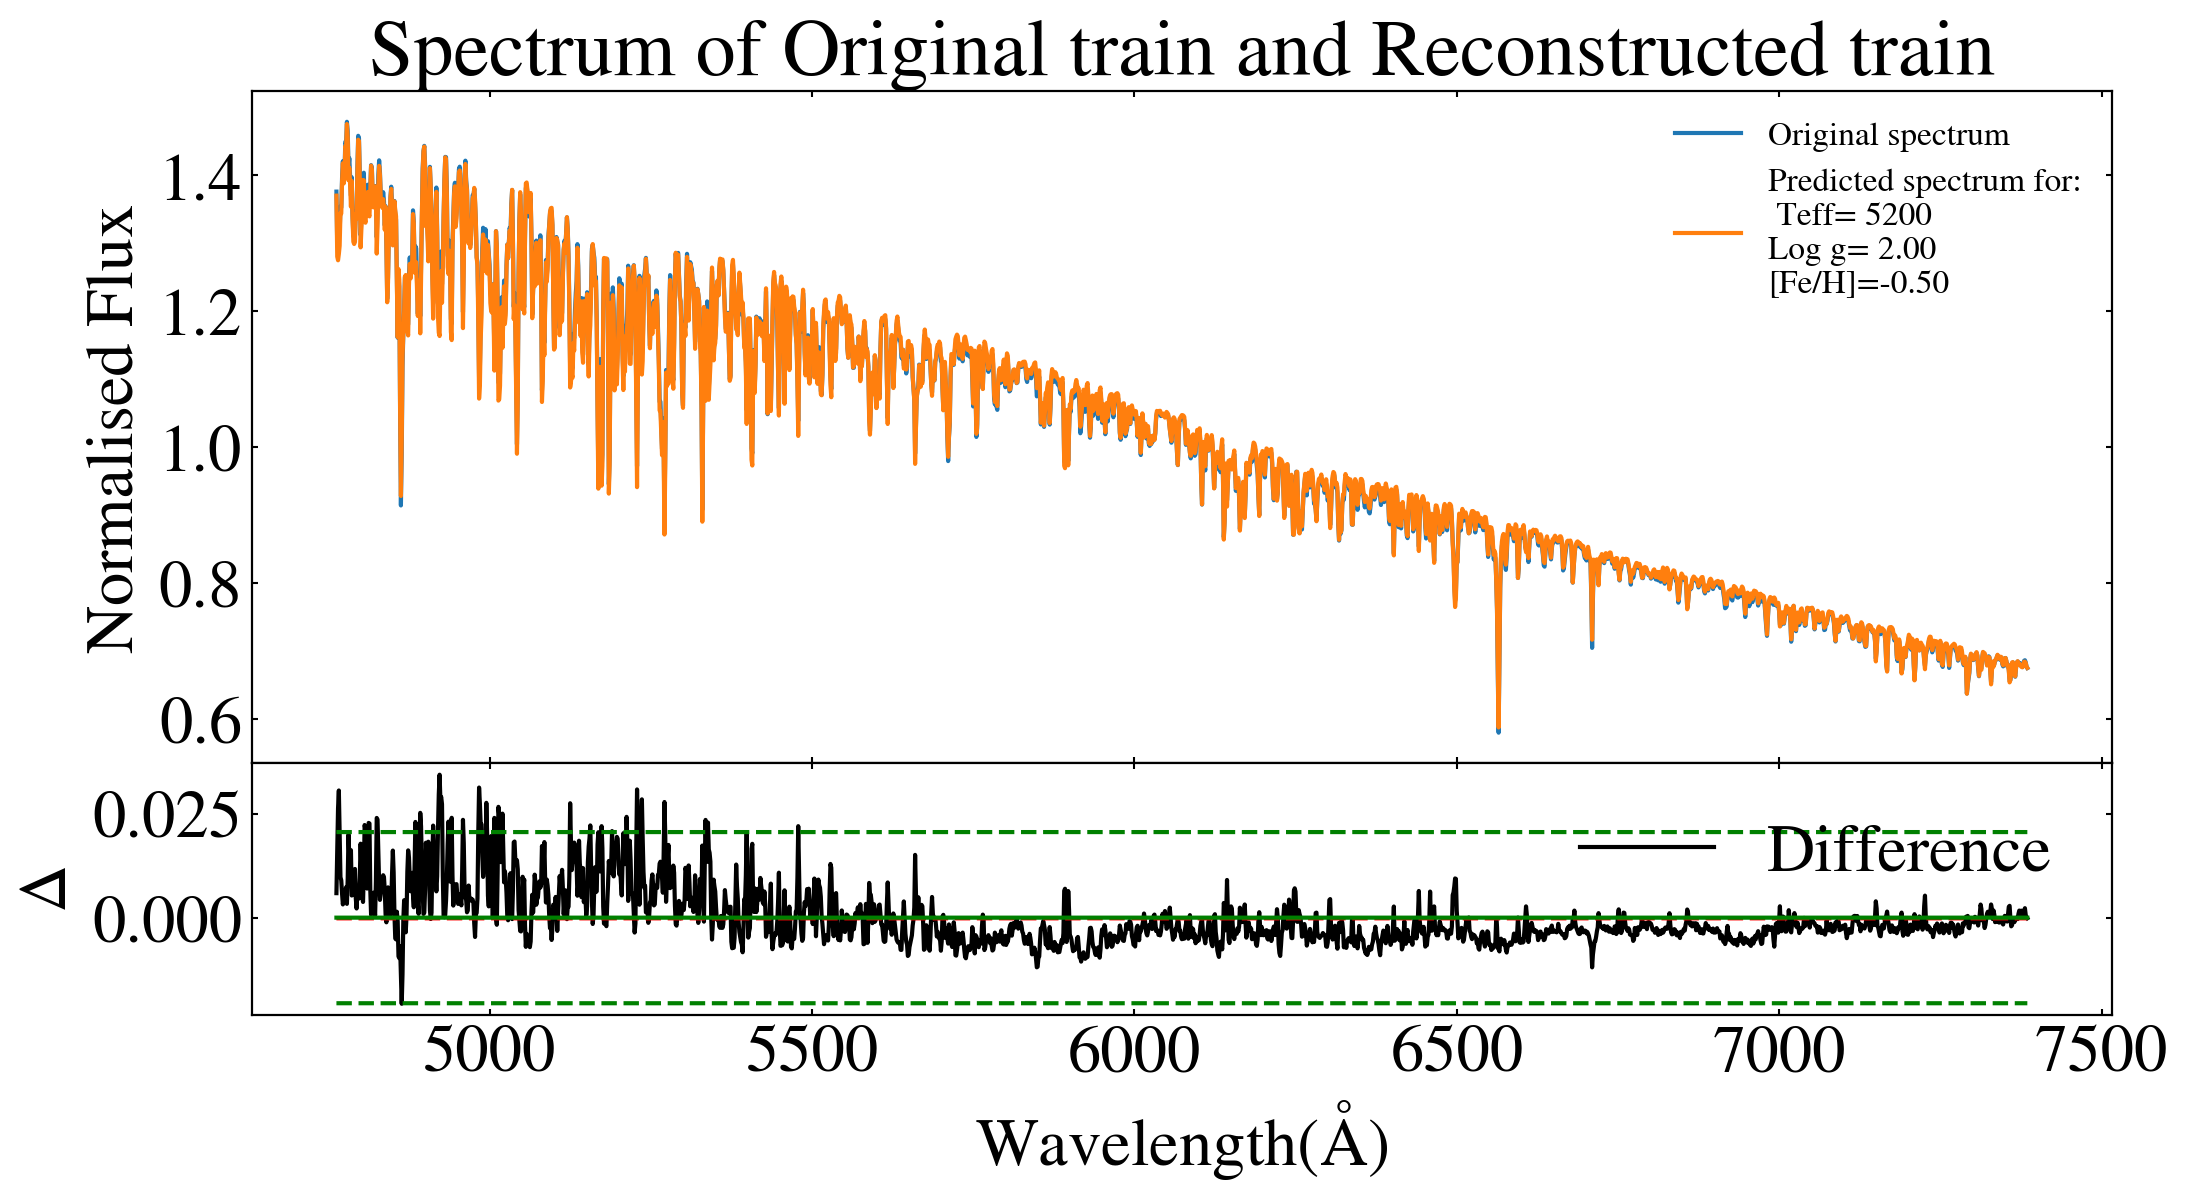 Spectrum of Original train and Reconstructed train
Original spectrum
Predicted spectrum for:
Teff= 5200
Log g= 2.00
[Fe/H]=-0.50
Normalised Flux
1.4
1.2
1.0
0.8
0.6
Difference
Δ
0.025
0.000
5000 5500 6000 6500 7000 7500
Wavelength(Å)